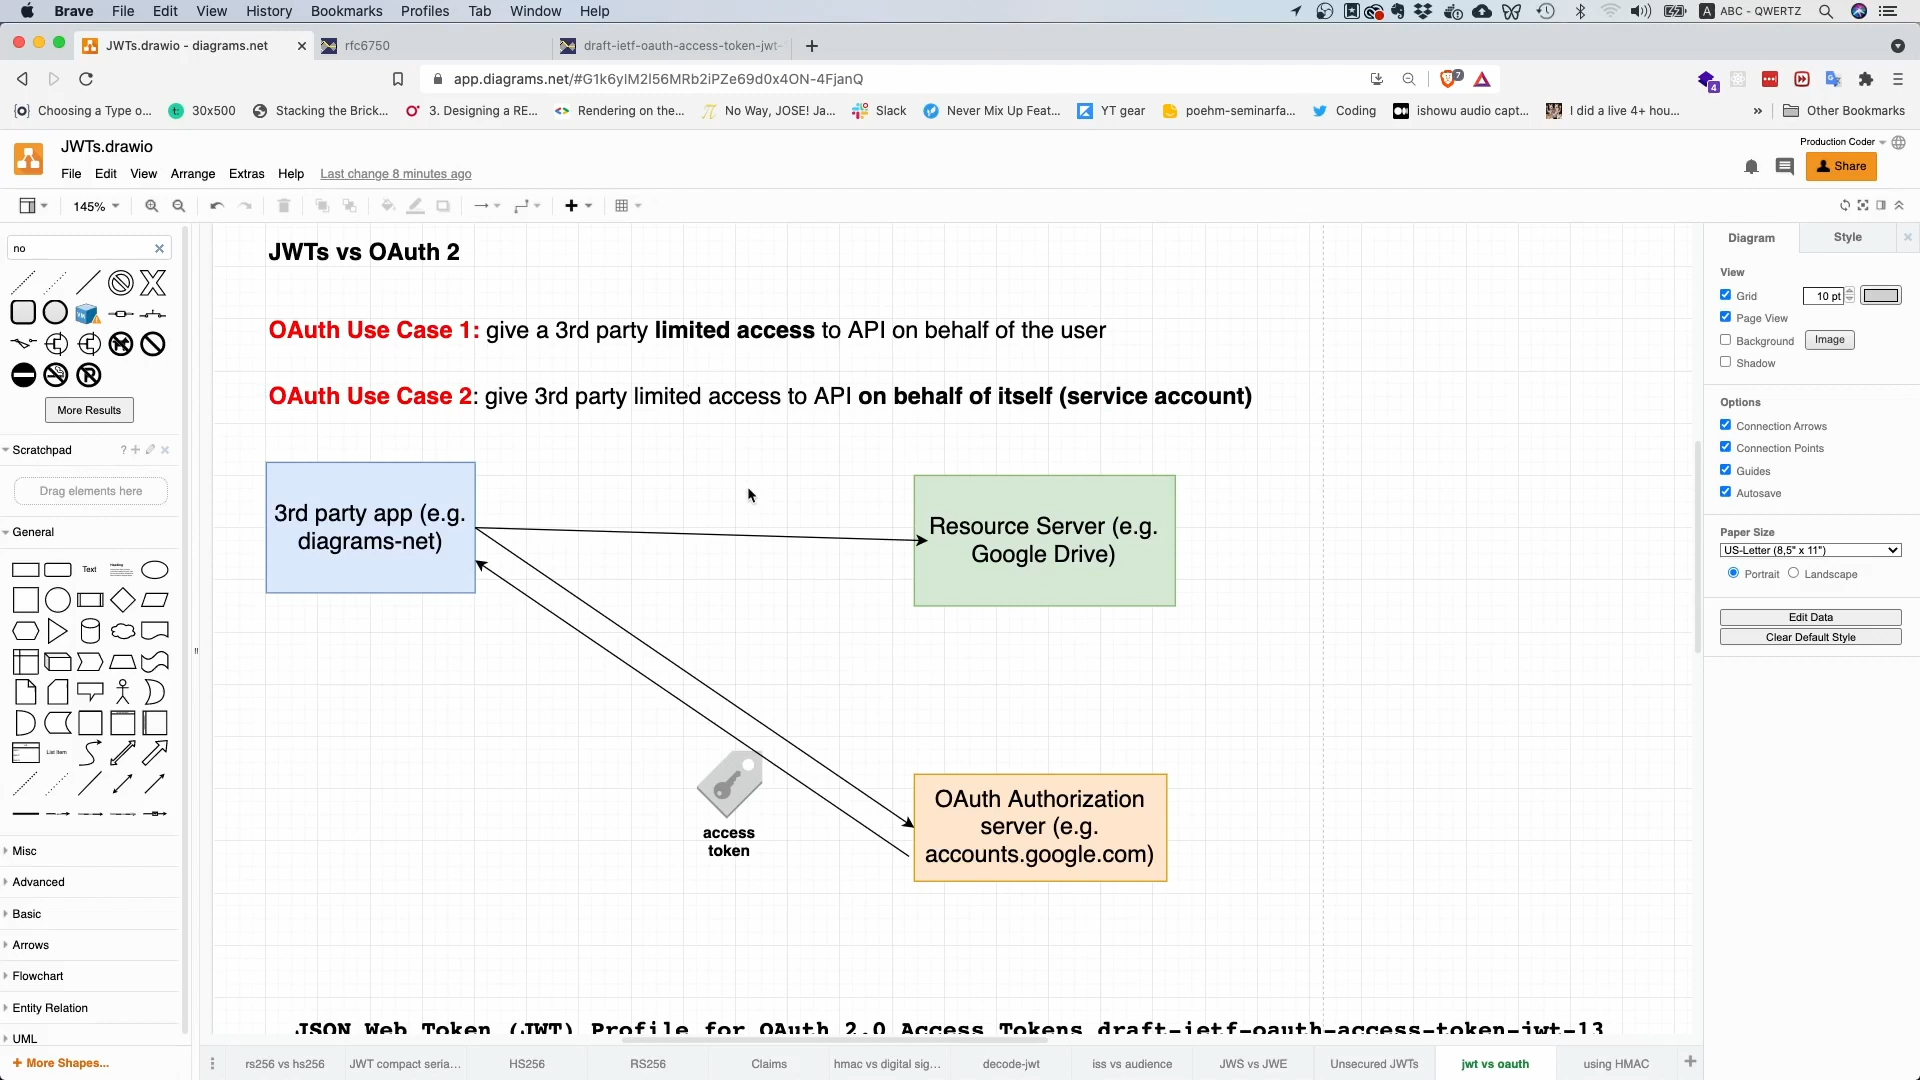 Brave File Edit View History Bookmarks Profiles Tab Window Help
ABC - QWERTZ
JWTs.drawio - diagrams.net
rfc6750
draft-ietf-oauth-access-token-jwt-
app.diagrams.net/#G1k6ylM2l56MRb2iPZe69d0x4ON-4FjanQ
7
4
Choosing a Type o...
30x500
Stacking the Brick...
3. Designing a RE...
Rendering on the...
No Way, JOSE! Ja...
Slack
Never Mix Up Feat...
YT gear
poehm-seminarfa...
Coding
ishowu audio capt...
I did a live 4+ hou...
Other Bookmarks
JWTs.drawio
Production Coder
File Edit View Arrange Extras Help Last change 8 minutes ago
Share
145%
no
More Results
Scratchpad
Drag elements here
General
Text
Heading
List Item
Misc
Advanced
Basic
Arrows
Flowchart
Entity Relation
UML
+ More Shapes...
JWTs vs OAuth 2
OAuth Use Case 1: give a 3rd party limited access to API on behalf of the user
OAuth Use Case 2: give 3rd party limited access to API on behalf of itself (service account)
3rd party app (e.g.
diagrams-net)
Resource Server (e.g.
Google Drive)
access
token
OAuth Authorization
server (e.g.
accounts.google.com)
JSON Web Token (JWT) Profile for OAuth 2.0 Access Tokens draft-ietf-oauth-access-token-jwt-13
Diagram
Style
View
Grid
10 pt
Page View
Background
Image
Shadow
Options
Connection Arrows
Connection Points
Guides
Autosave
Paper Size
US-Letter (8,5" x 11")
Portrait
Landscape
Edit Data
Clear Default Style
rs256 vs hs256
JWT compact seria...
HS256
RS256
Claims
hmac vs digital sig...
decode-jwt
iss vs audience
JWS vs JWE
Unsecured JWTs
jwt vs oauth
using HMAC